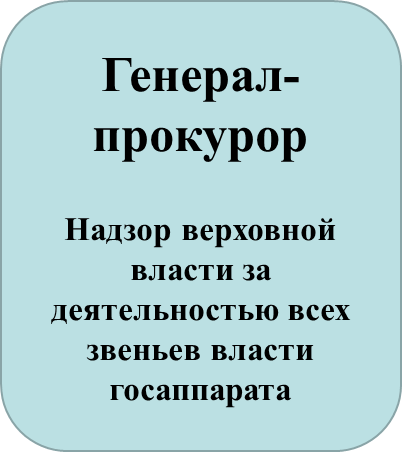 Генерал-
прокурор
Надзор верховной
власти за
деятельностью всех
звеньев власти
госаппарата